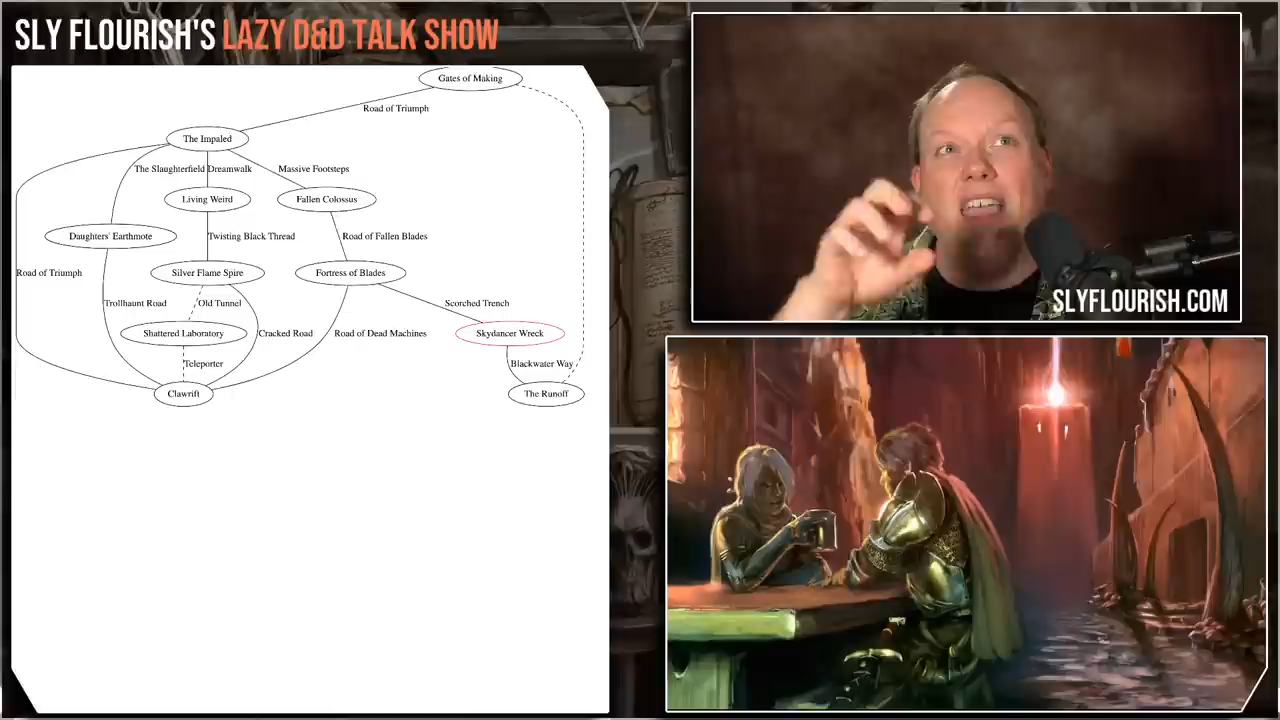 SLY FLOURISH'S LAZY D&D TALK SHOW
Gates of Making
Road of Triumph
The Impaled
The Slaughterfield Dreamwalk
Massive Footsteps
Living Weird
Fallen Colossus
Daughters' Earthmote
Twisting Black Thread
Road of Fallen Blades
Road of Triumph
Silver Flame Spire
Fortress of Blades
Trollhaunt Road
Old Tunnel
Scorched Trench
Shattered Laboratory
Cracked Road
Road of Dead Machines
Skydancer Wreck
Teleporter
Blackwater Way
Clawrift
The Runoff
SLYFLOURISH.COM